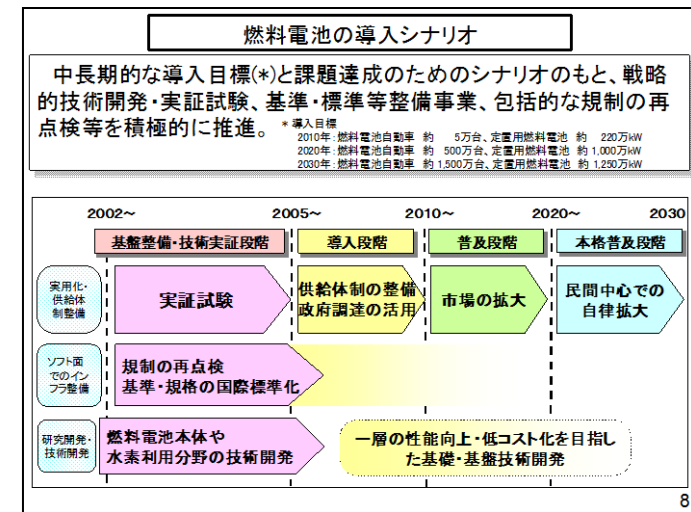 燃料電池の導入シナリオ
中長期的な導入目標(*)と課題達成のためのシナリオのもと、戦略
的技術開発・実証試験、基準・標準等整備事業、包括的な規制の再
点検等を積極的に推進。
*導入目標
2010年:燃料電池自動車 約 5万台、定置用燃料電池 約 220万kW
2020年:燃料電池自動車 約 500万台、定置用燃料電池 約1,000万kW
2030年:燃料電池自動車 約1,500万台、定置用燃料電池 約1,250万kW
2002～ 2005～ 2010～ 2020～ 2030
基盤整備・技術実証段階 導入段階 普及段階 本格普及段階
実用化・
供給体
制整備
実証試験
供給体制の整備
政府調達の活用
市場の拡大
民間中心での
自律拡大
ソフト面
でのイン
フラ整備
規制の再点検
基準・規格の国際標準化
研究開発・
技術開発
燃料電池本体や
水素利用分野の技術開発
一層の性能向上・低コスト化を目指し
た基礎・基盤技術開発
8